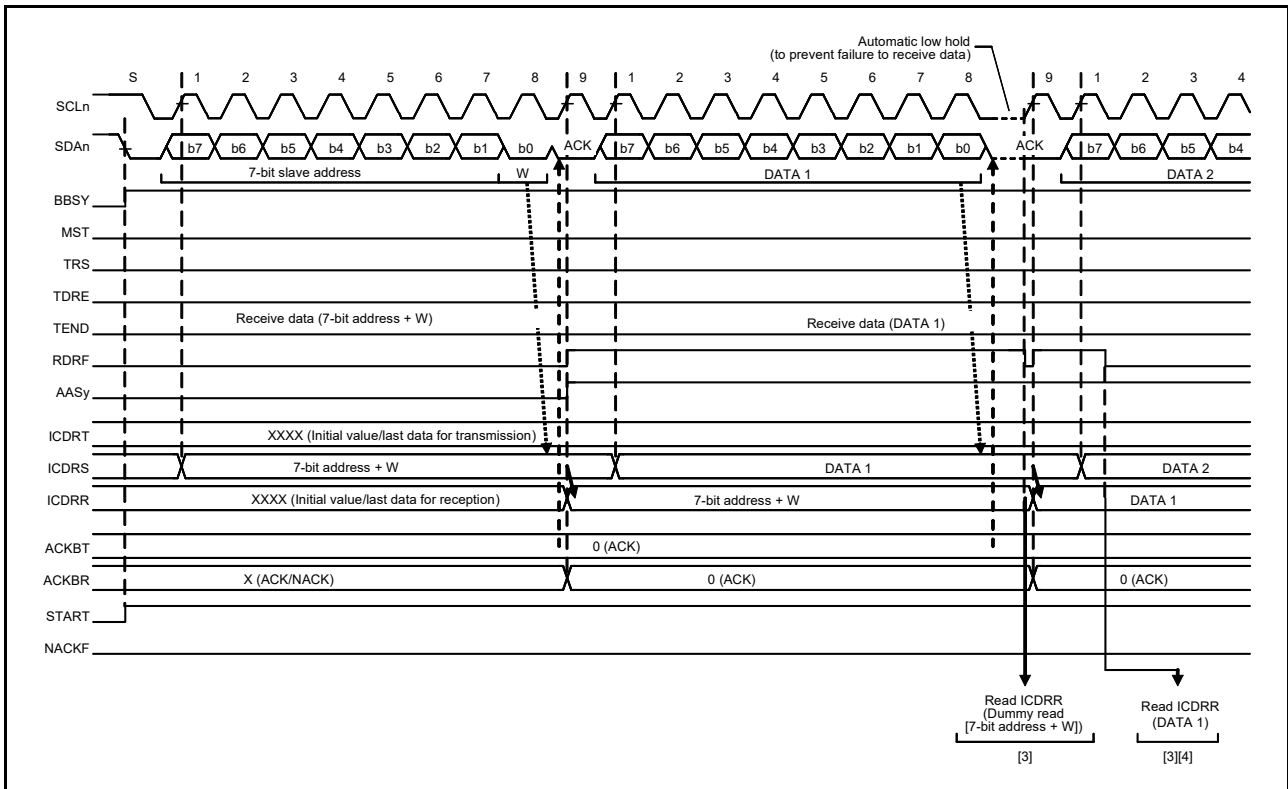 Automatic low hold
(to prevent failure to receive data)
S 1 2 3 4 5 6 7 8 9 1 2 3 4 5 6 7 8 9 1 2 3 4
SCLn
SDAn b7 b6 b5 b4 b3 b2 b1 b0 ACK b7 b6 b5 b4 b3 b2 b1 b0 ACK b7 b6 b5 b4
7-bit slave address W DATA 1 DATA 2
BBSY
MST
TRS
TDRE
Receive data (7-bit address + W) Receive data (DATA 1)
TEND
RDRF
AASy
ICDRT XXXX (Initial value/last data for transmission)
ICDRS 7-bit address + W DATA 1 DATA 2
ICDRR XXXX (Initial value/last data for reception) 7-bit address + W DATA 1
ACKBT 0 (ACK)
ACKBR X (ACK/NACK) 0 (ACK) 0 (ACK)
START
NACKF
Read ICDRR
(Dummy read
[7-bit address + W])
[3]
Read ICDRR
(DATA 1)
[3][4]